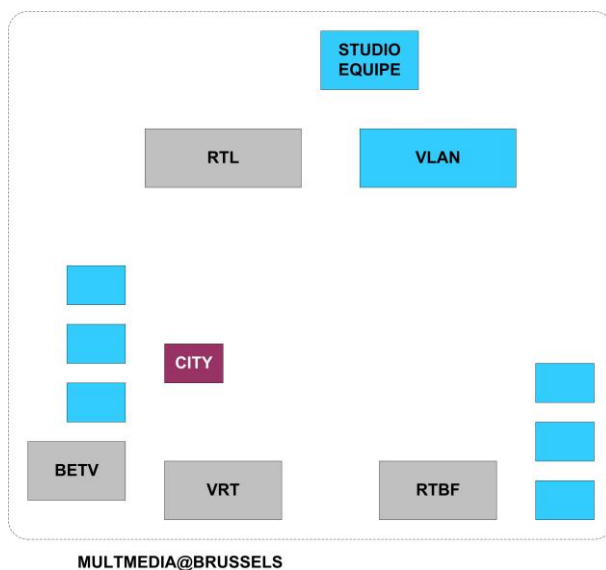 STUDIO
EQUIPE
RTL
VLAN
CITY
BETV
VRT
RTBF
MULTMEDIA@BRUSSELS